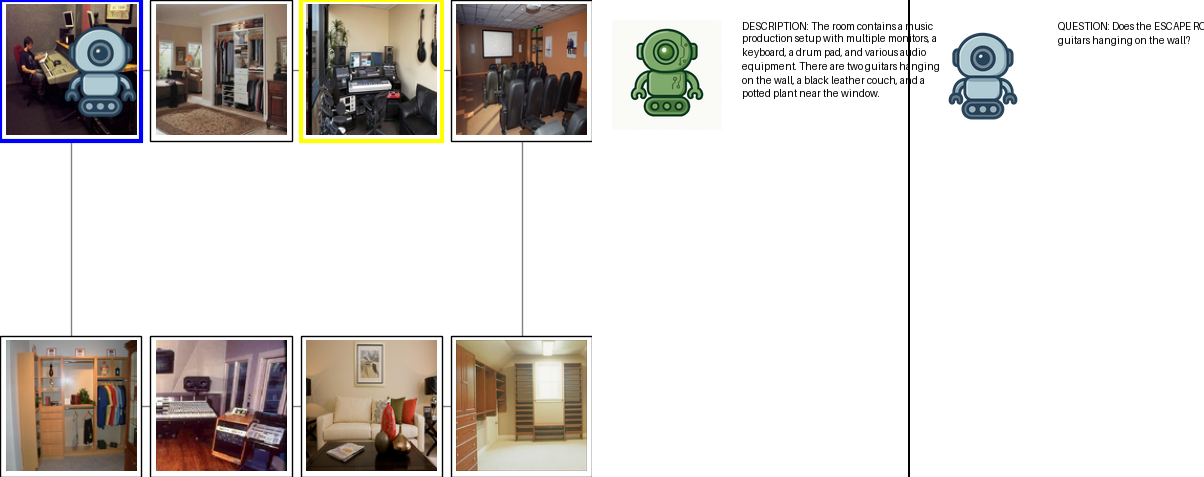 DESCRIPTION: The room contains a music
production setup with multiple monitors, a
keyboard, a drum pad, and various audio
equipment. There are two guitars hanging
on the wall, a black leather couch, and a
potted plant near the window.
QUESTION: Does the ESCAPE RO
guitars hanging on the wall?